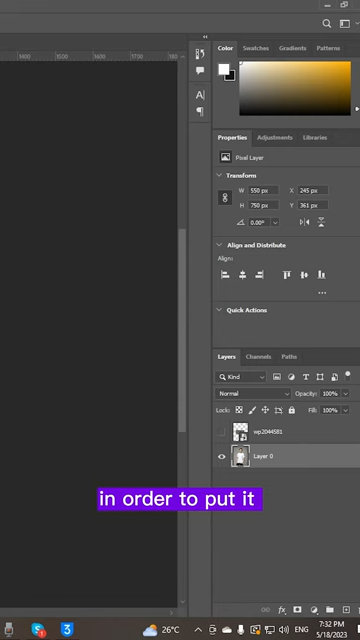 1400 1500 1600 1700 1800
Color Swatches Gradients Patterns
Properties Adjustments Libraries
Pixel Layer
Transform
W 550 px X 245 px
H 750 px Y 361 px
0.00°
Align and Distribute
Align:
Quick Actions
Layers Channels Paths
Kind
Normal Opacity: 100%
Lock: Fill: 100%
wp2044581
Layer 0
in order to put it
26°C
7:32 PM
5/18/2023